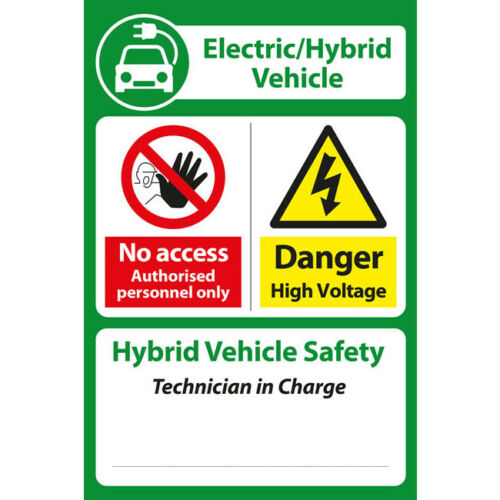 Electric/Hybrid
Vehicle
No access
Authorised
personnel only
Danger
High Voltage
Hybrid Vehicle Safety
Technician in Charge